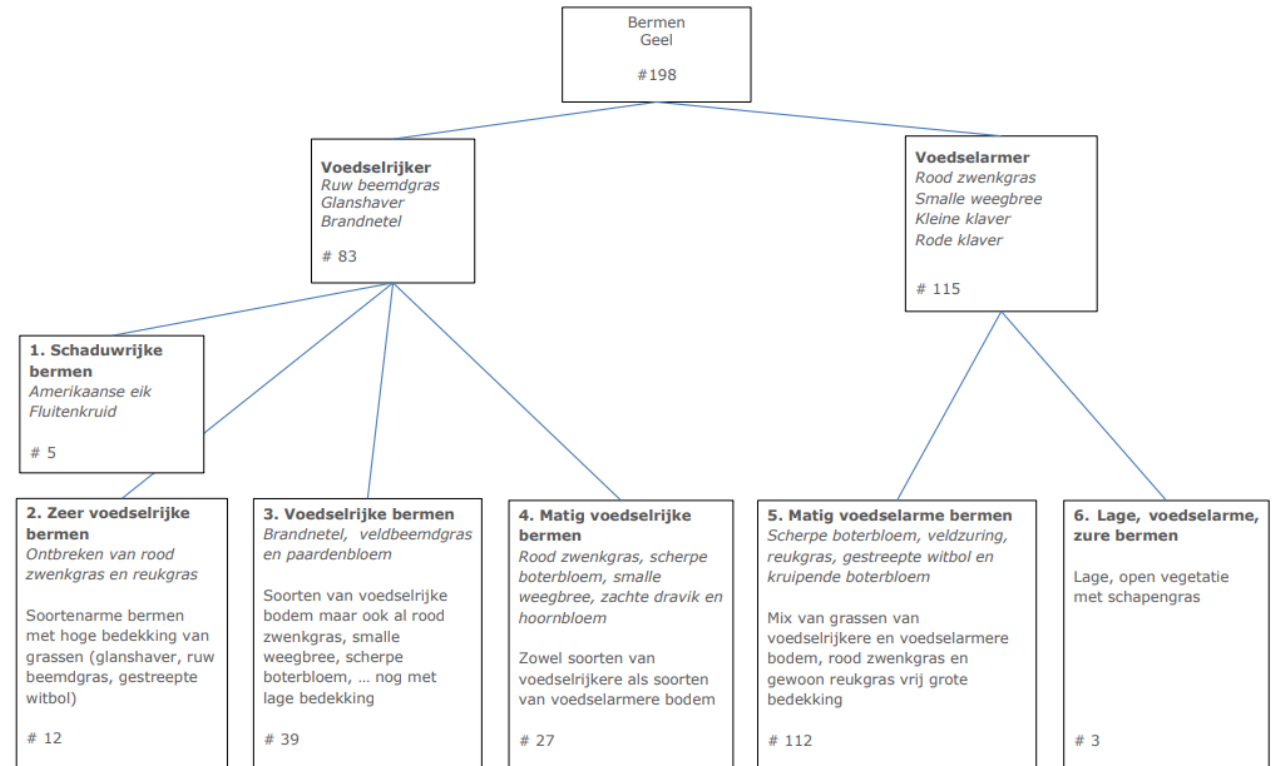 Bermen
Geel
#198
Voedselrijker
Ruw beemdgras
Glanshaver
Brandnetel
# 83
Voedselarmer
Rood zwenkgras
Smalle weegbree
Kleine klaver
Rode klaver
# 115
1. Schaduwrijke
bermen
Amerikaanse eik
Fluitenkruid
# 5
2. Zeer voedselrijke
bermen
Ontbreken van rood
zwenkgras en reukgras
Soortenarme bermen
met hoge bedekking van
grassen (glanshaver, ruw
beemdgras, gestreepte
witbol)
# 12
3. Voedselrijke bermen
Brandnetel, veldbeemdgras
en paardenbloem
Soorten van voedselrijke
bodem maar ook al rood
zwenkgras, smalle
weegbree, scherpe
boterbloem, … nog met
lage bedekking
# 39
4. Matig voedselrijke
bermen
Rood zwenkgras, scherpe
boterbloem, smalle
weegbree, zachte dravik en
hoornbloem
Zowel soorten van
voedselrijkere als soorten
van voedselarmere bodem
# 27
5. Matig voedselarme bermen
Scherpe boterbloem, veldzuring,
reukgras, gestreepte witbol en
kruipende boterbloem
Mix van grassen van
voedselrijkere en voedselarmere
bodem, rood zwenkgras en
gewoon reukgras vrij grote
bedekking
# 112
6. Lage, voedselarme,
zure bermen
Lage, open vegetatie
met schapengras
# 3